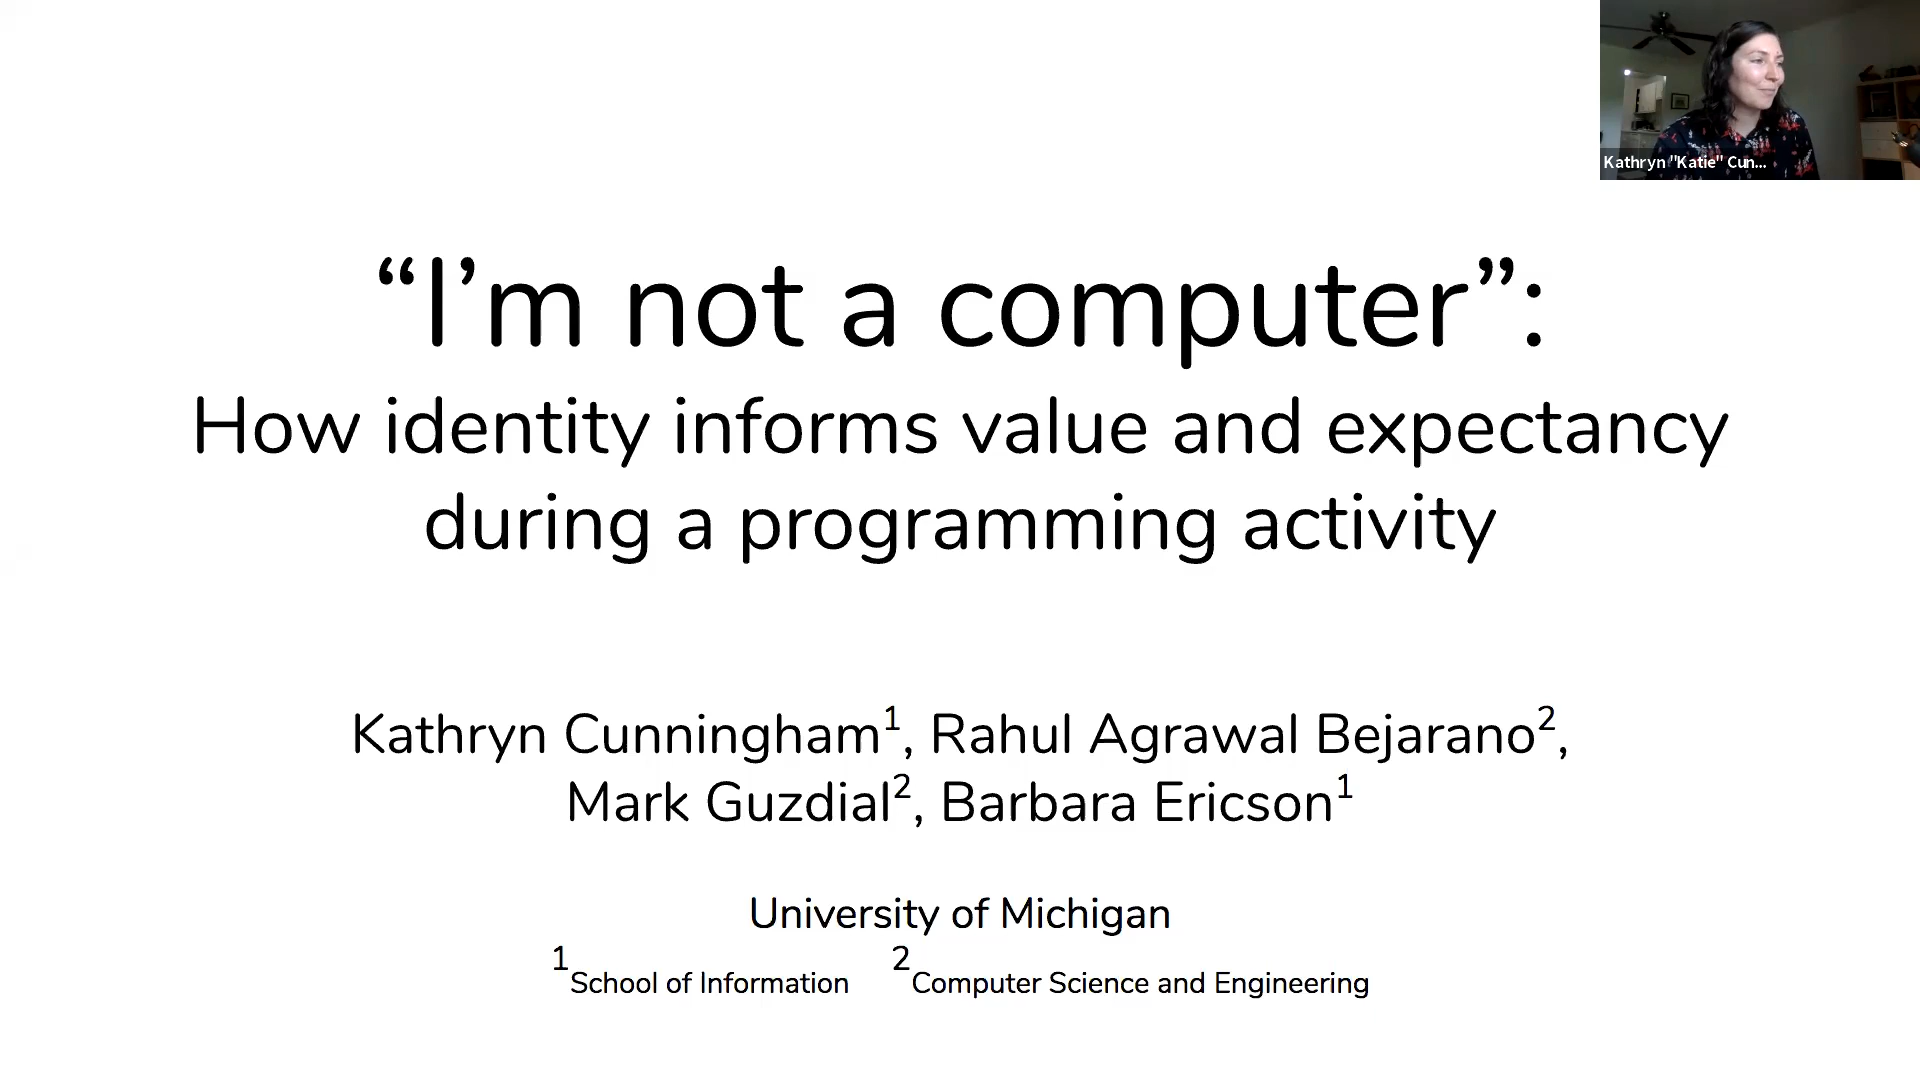 Kathryn "Katie" Cun...
“I’m not a computer”:
How identity informs value and expectancy
during a programming activity
Kathryn Cunningham¹, Rahul Agrawal Bejarano²,
Mark Guzdial², Barbara Ericson¹
University of Michigan
¹School of Information ²Computer Science and Engineering